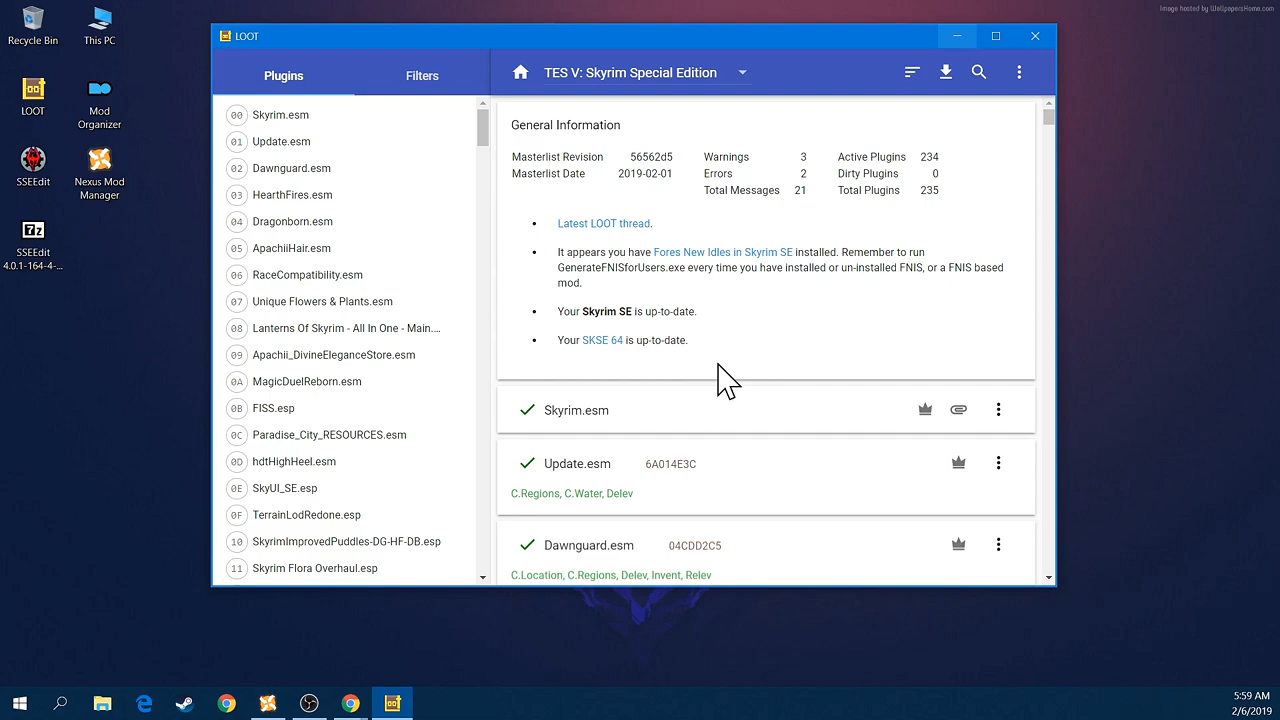 Image hosted by WallpapersHome.com
Recycle Bin
This PC
LOOT
Mod
Organizer
SSEEdit
Nexus Mod
Manager
SSEEdit
4.0.1-164-4-...
LOOT
Plugins
Filters
TES V: Skyrim Special Edition
00 Skyrim.esm
01 Update.esm
02 Dawnguard.esm
03 HearthFires.esm
04 Dragonborn.esm
05 ApachiiHair.esm
06 RaceCompatibility.esm
07 Unique Flowers & Plants.esm
08 Lanterns Of Skyrim - All In One - Main....
09 Apachii_DivineEleganceStore.esm
0A MagicDuelReborn.esm
0B FISS.esp
0C Paradise_City_RESOURCES.esm
0D hdtHighHeel.esm
0E SkyUI_SE.esp
0F TerrainLodRedone.esp
10 SkyrimImprovedPuddles-DG-HF-DB.esp
11 Skyrim Flora Overhaul.esp
General Information
Masterlist Revision 56562d5 Warnings 3 Active Plugins 234
Masterlist Date 2019-02-01 Errors 2 Dirty Plugins 0
Total Messages 21 Total Plugins 235
• Latest LOOT thread.
• It appears you have Fores New Idles in Skyrim SE installed. Remember to run
GenerateFNISforUsers.exe every time you have installed or un-installed FNIS, or a FNIS based
mod.
• Your Skyrim SE is up-to-date.
• Your SKSE 64 is up-to-date.
Skyrim.esm
Update.esm 6A014E3C
C.Regions, C.Water, Delev
Dawnguard.esm 04CDD2C5
C.Location, C.Regions, Delev, Invent, Relev
5:59 AM
2/6/2019